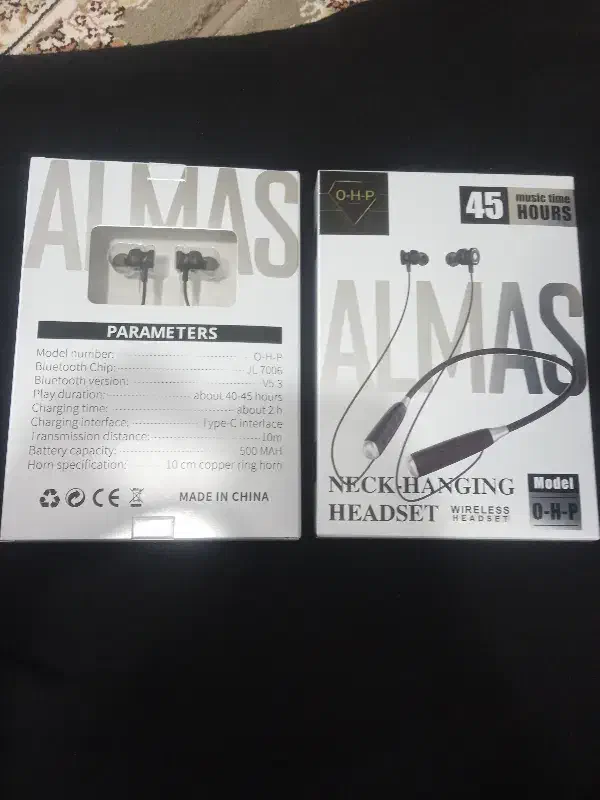 ALMAS
PARAMETERS
Model number: O-H-P
Bluetooth Chip: JL 7006
Bluetooth version: V5.3
Play duration: about 40-45 hours
Charging time: about 2 h
Charging interface: Type-C interface
Transmission distance: 10m
Battery capacity: 500 MAH
Horn specification: 10 cm copper ring horn
CE
MADE IN CHINA
O-H-P
45 music time
HOURS
ALMAS
NECK-HANGING
HEADSET
WIRELESS
HEADSET
Model
O-H-P